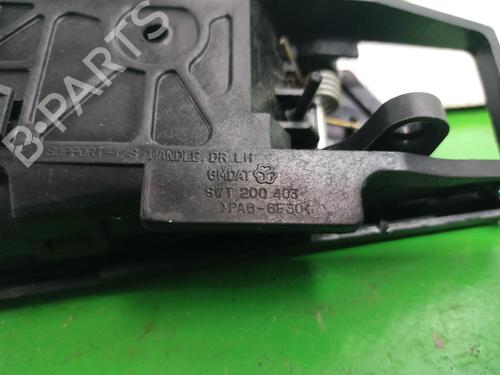 B-PARTS
SUPPORT-I/S HANDLE, DR LH
GMDAT
SWT 200 403
>PA6-GF30<